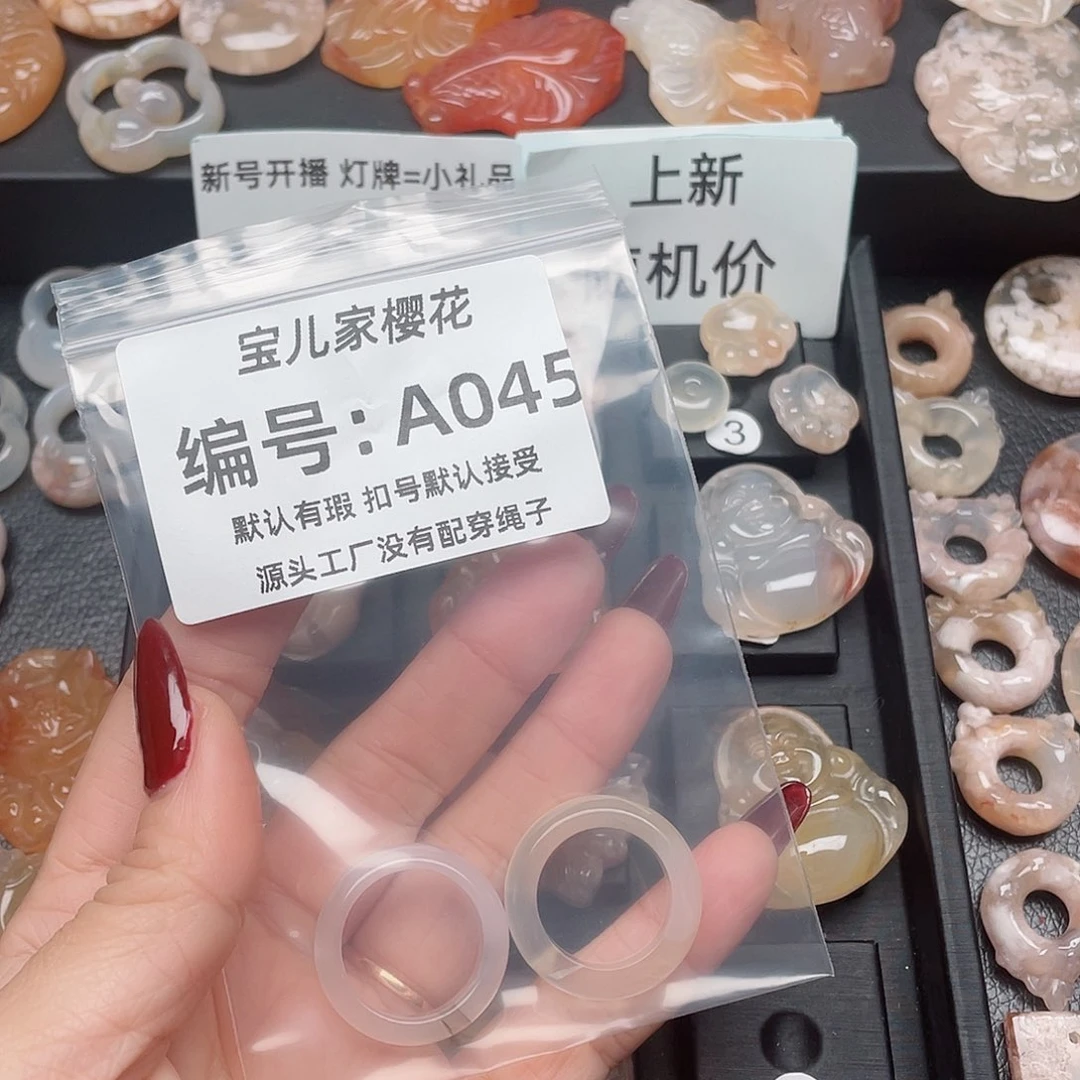 新号开播 灯牌=小礼品
上新
机价
宝儿家樱花
编号：A045
默认有瑕 扣号默认接受
源头工厂没有配穿绳子
3